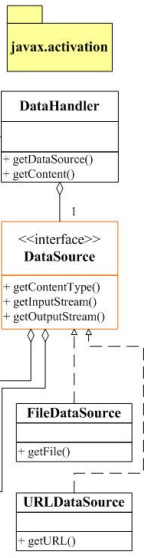 javax.activation
DataHandler
+ getDataSource()
+ getContent()
1
<<interface>>
DataSource
+ getContentType()
+ getInputStream()
+ getOutputStream()
FileDataSource
+ getFile()
URLDataSource
+ getURL()